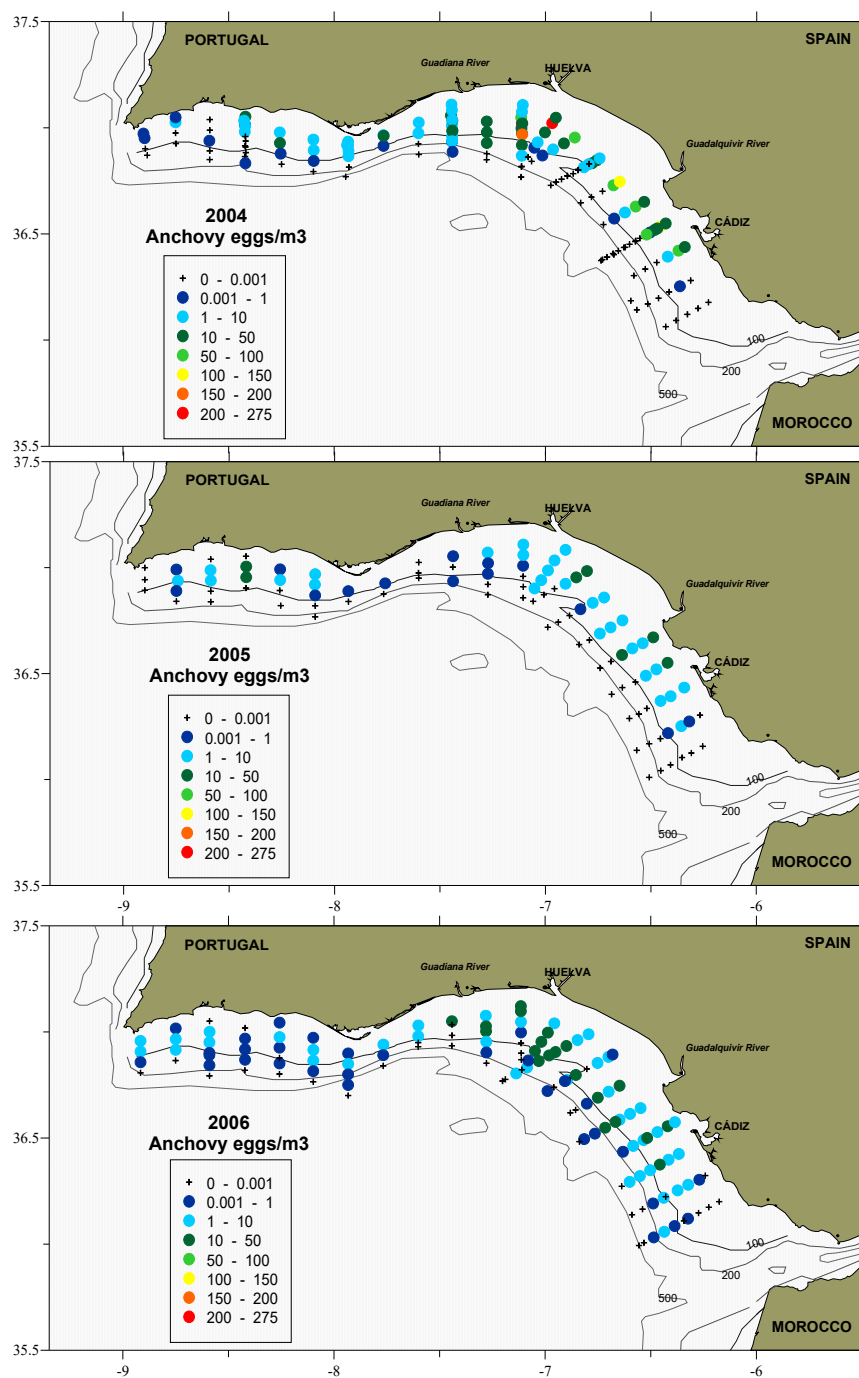 37.5
PORTUGAL
SPAIN
Guadiana River
HUELVA
Guadalquivir River
2004
Anchovy eggs/m3
CÁDIZ
36.5
0 - 0.001
0.001 - 1
1 - 10
10 - 50
50 - 100
100 - 150
150 - 200
200 - 275
100
200
500
MOROCCO
35.5
37.5
PORTUGAL
SPAIN
Guadiana River
HUELVA
Guadalquivir River
2005
Anchovy eggs/m3
CÁDIZ
36.5
0 - 0.001
0.001 - 1
1 - 10
10 - 50
50 - 100
100 - 150
150 - 200
200 - 275
100
200
500
MOROCCO
35.5
-9 -8 -7 -6
37.5
PORTUGAL
SPAIN
Guadiana River
HUELVA
Guadalquivir River
2006
Anchovy eggs/m3
CÁDIZ
36.5
0 - 0.001
0.001 - 1
1 - 10
10 - 50
50 - 100
100 - 150
150 - 200
200 - 275
100
200
500
MOROCCO
35.5
-9 -8 -7 -6